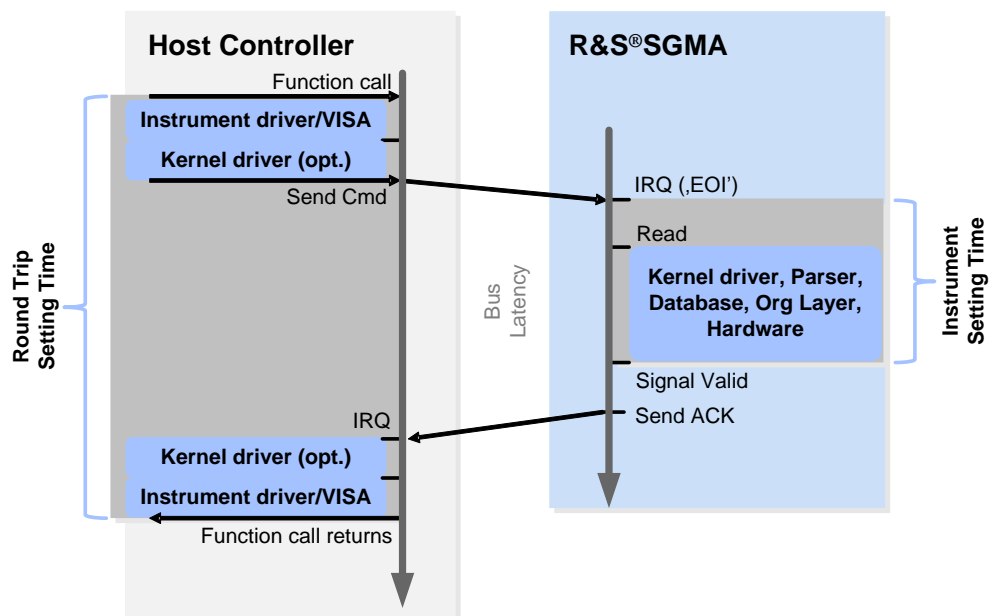 Host Controller
R&S®SGMA
Function call
Instrument driver/VISA
Kernel driver (opt.)
Send Cmd
IRQ (‚EOI’)
Read
Kernel driver, Parser,
Database, Org Layer,
Hardware
Round Trip
Setting Time
Bus
Latency
Instrument
Setting Time
Signal Valid
Send ACK
IRQ
Kernel driver (opt.)
Instrument driver/VISA
Function call returns